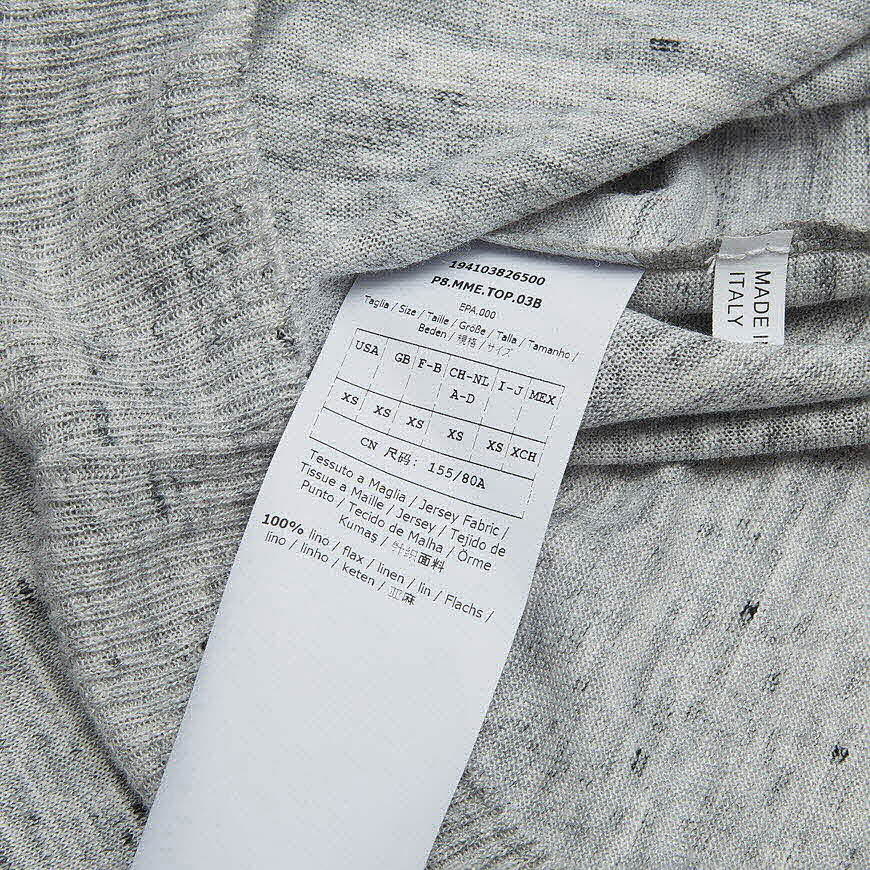 194103826500
P8.MME.TOP.03B
EPA.000
Taglia / Size / Taille / Größe / Talla / Tamanho /
Beden / 規格 / サイズ
USA GB F-B CH-NL I-J MEX
A-D
XS XS XS XS XS XCH
CN 尺码: 155/80A
Tessuto a Maglia / Jersey Fabric /
Tissue a Maille / Jersey / Tejido de
Punto / Tecido de Malha / Örme
Kumaş / 针织面料
100% lino / flax / linen / lin / Flachs /
lino / linho / keten / 亚麻
MADE I
ITALY